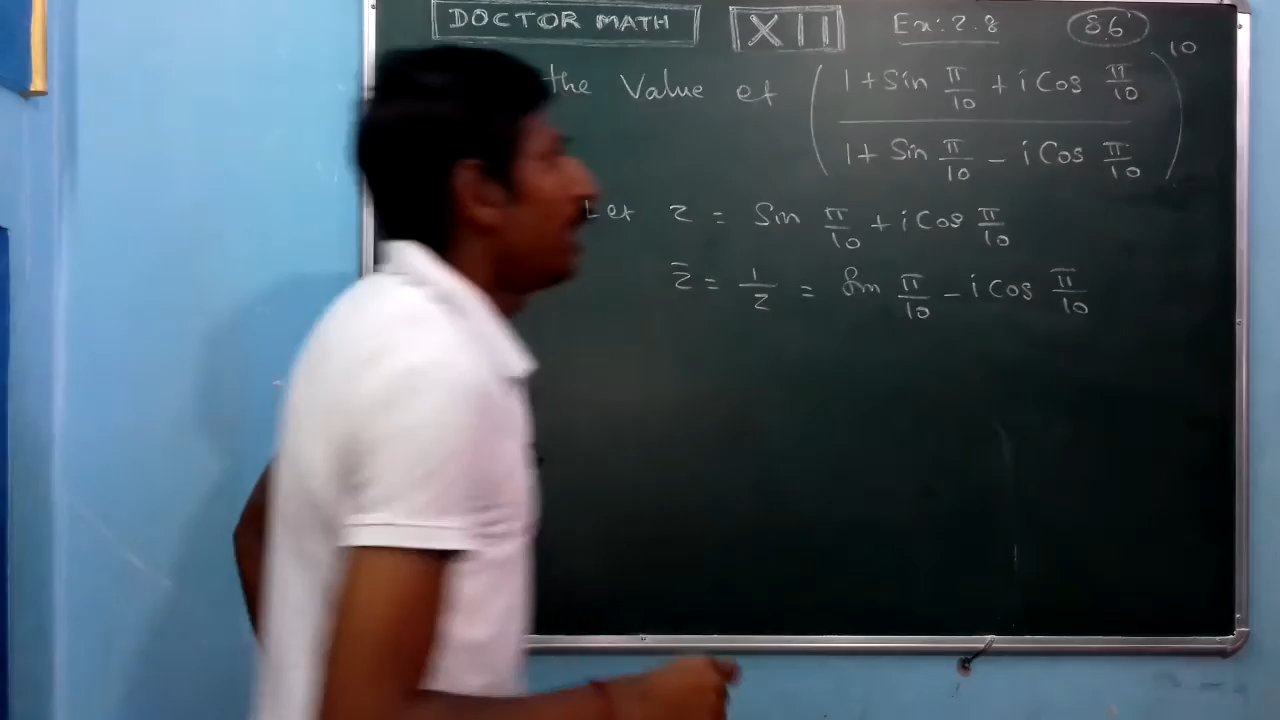 DOCTOR MATH XII Ex: 2.8 86
the Value of ( (1 + Sin π/10 + i Cos π/10) / (1 + Sin π/10 - i Cos π/10) )^10
Let z = Sin π/10 + i Cos π/10
z̄ = 1/z = Sin π/10 - i Cos π/10